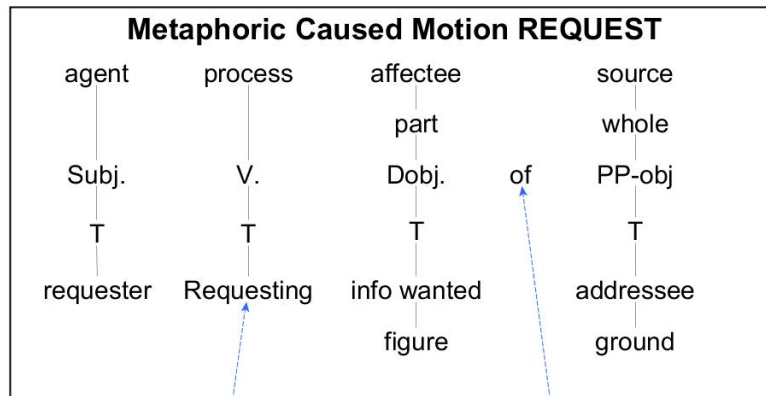 Metaphoric Caused Motion REQUEST
agent process affectee source
part whole
Subj. V. Dobj. of PP-obj
T T T T
requester Requesting info wanted addressee
figure ground